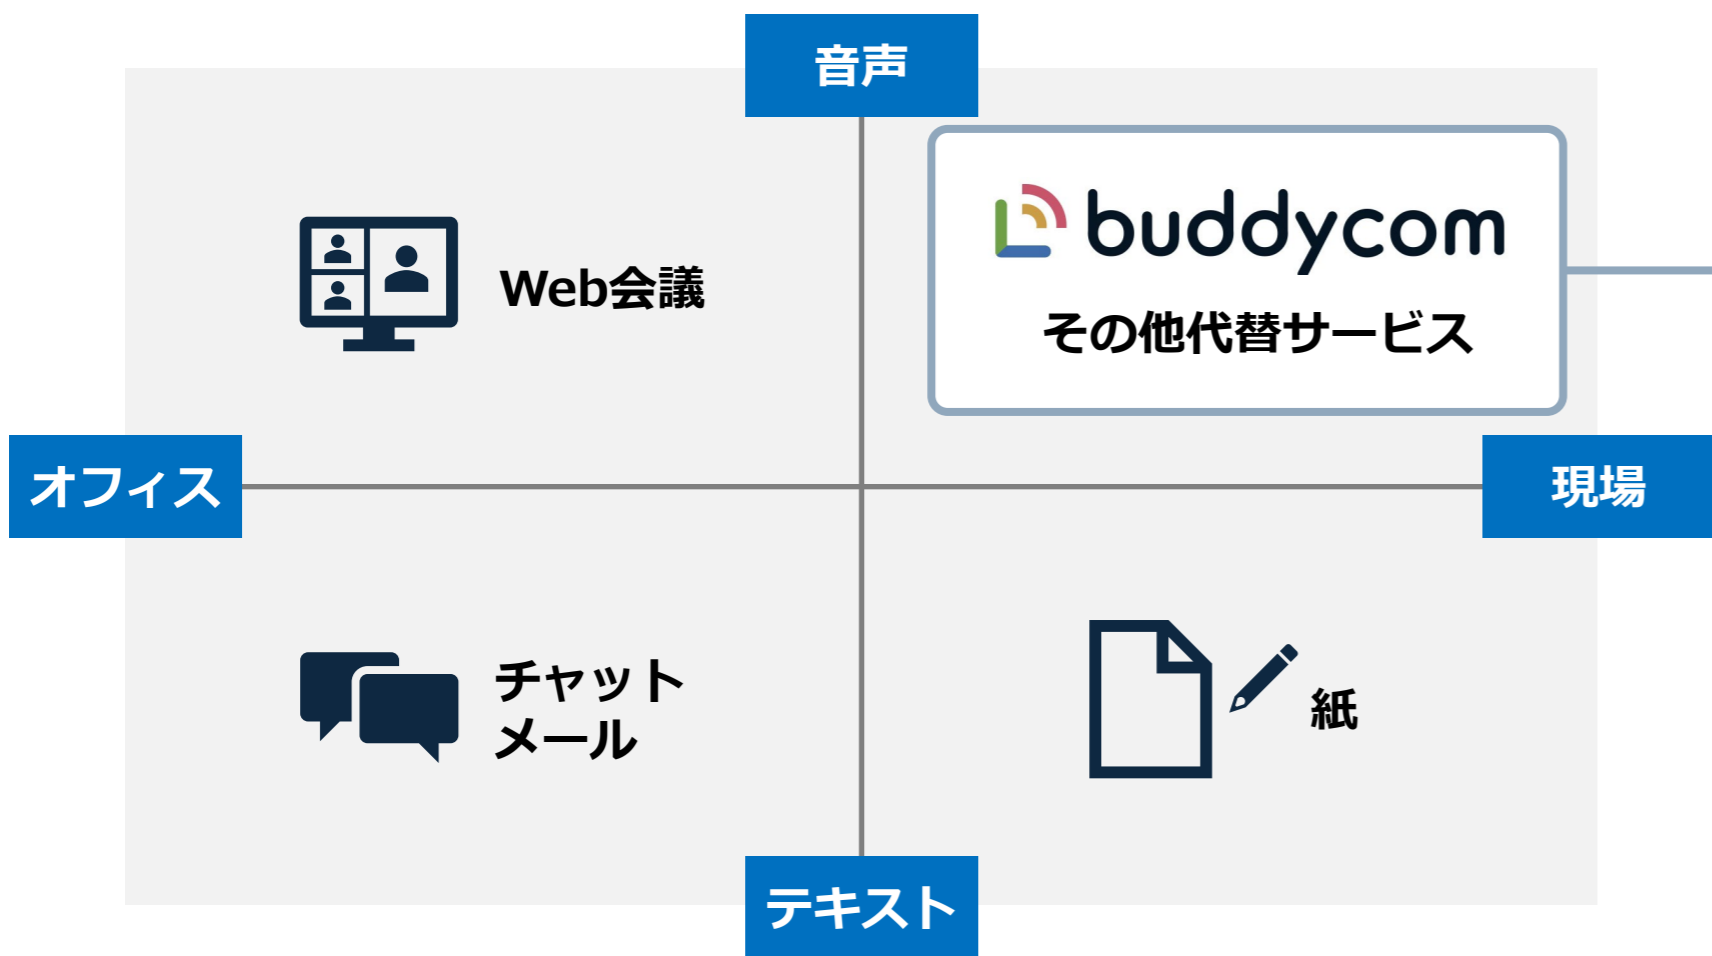 音声
buddycom
Web会議
その他代替サービス
オフィス
現場
チャット
メール
紙
テキスト